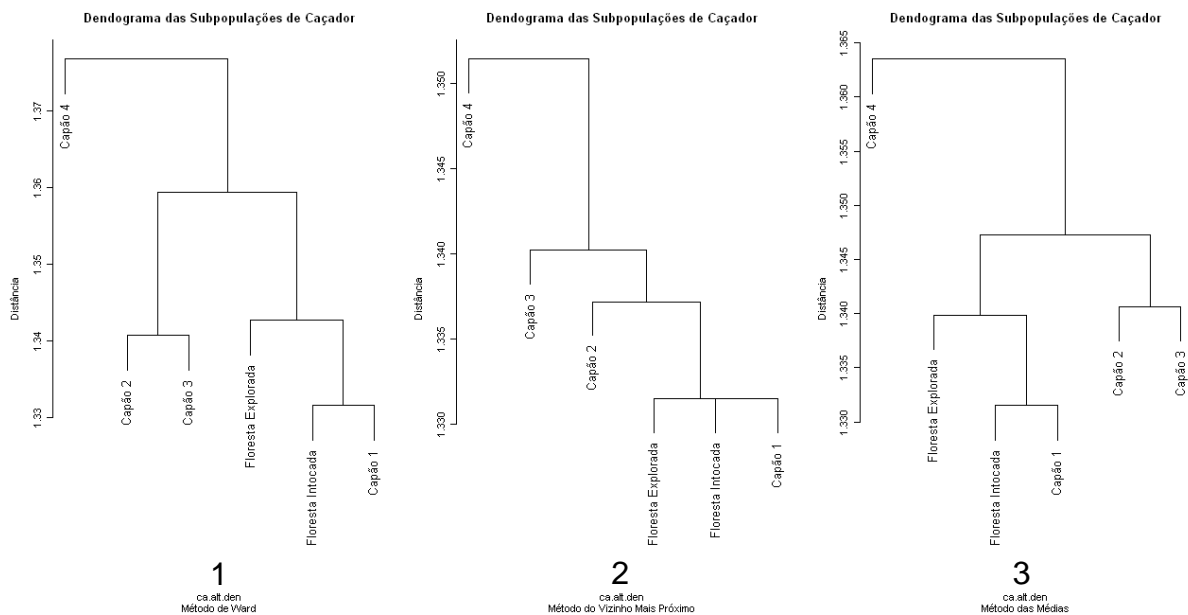 Dendograma das Subpopulações de Caçador
1.37
1.36
1.35
1.34
1.33
Distância
Capão 4
Capão 2
Capão 3
Floresta Explorada
Floresta Intocada
Capão 1
1
ca.alt.den
Método de Ward
Dendograma das Subpopulações de Caçador
1.350
1.345
1.340
1.335
1.330
Distância
Capão 4
Capão 3
Capão 2
Floresta Explorada
Floresta Intocada
Capão 1
2
ca.alt.den
Método do Vizinho Mais Próximo
Dendograma das Subpopulações de Caçador
1.365
1.360
1.355
1.350
1.345
1.340
1.335
1.330
Distância
Capão 4
Floresta Explorada
Floresta Intocada
Capão 1
Capão 2
Capão 3
3
ca.alt.den
Método das Médias